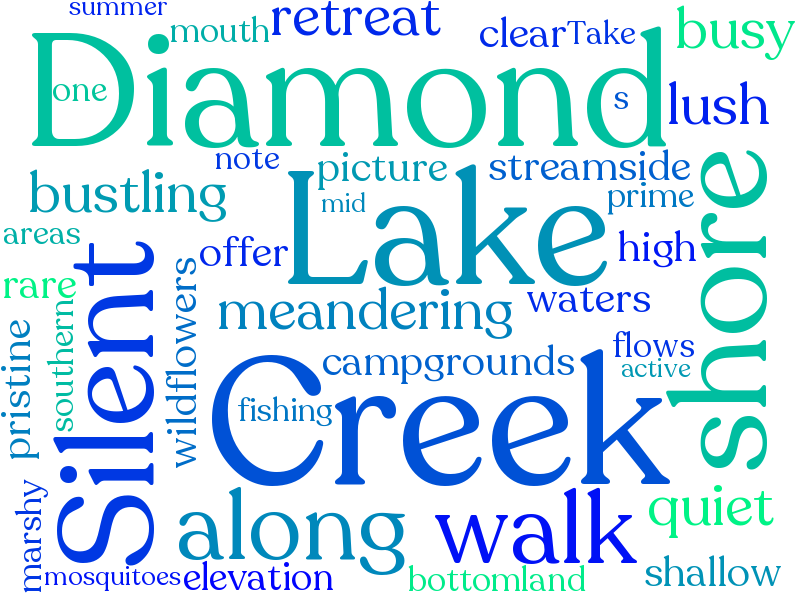 summer
mouth
retreat
clear
Take
busy
Diamond
one
s
lush
note
picture
streamside
bustling
Lake
mid
prime
shore
areas
offer
high
rare
Silent
wildflowers
southern
pristine
meandering
waters
flows
active
campgrounds
Creek
fishing
marshy
along
walk
quiet
mosquitoes
elevation
bottomland
shallow